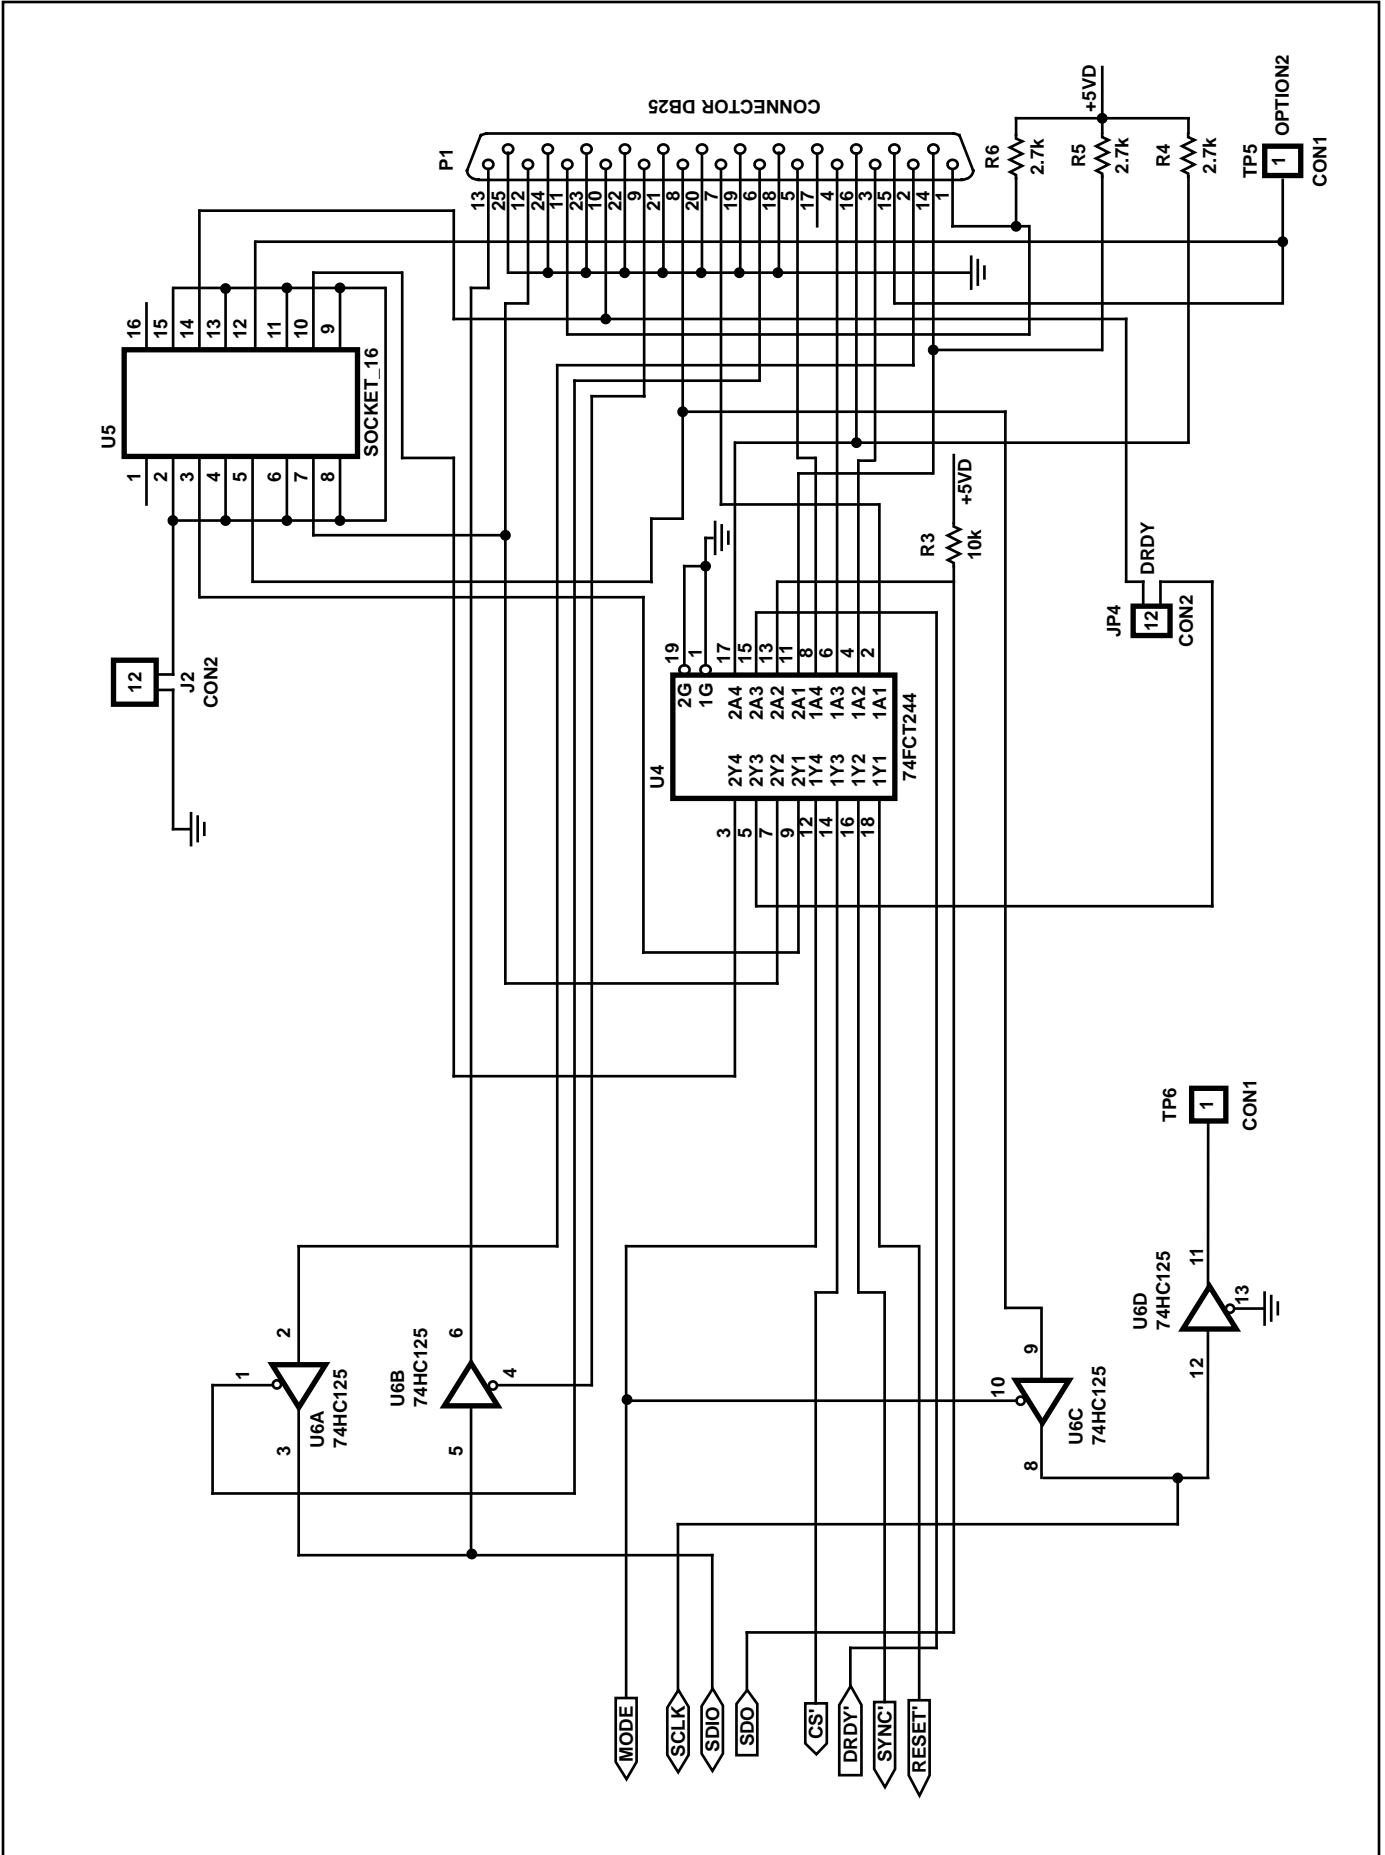 CONNECTOR DB25
P1
13
25
12
24
11
23
10
22
9
21
8
20
7
19
6
18
5
17
4
16
3
15
2
14
1
R6
2.7k
R5
2.7k
R4
2.7k
+5VD
TP5
1
OPTION2
CON1
U5
SOCKET_16
16
15
14
13
12
11
10
9
1
2
3
4
5
6
7
8
J2
CON2
12
R3
10k
+5VD
JP4
12
DRDY
CON2
U4
74FCT244
19
1
17
15
13
11
8
6
4
2
2G
1G
2A4
2A3
2A2
2A1
1A4
1A3
1A2
1A1
2Y4
2Y3
2Y2
2Y1
1Y4
1Y3
1Y2
1Y1
3
5
7
9
12
14
16
18
TP6
1
CON1
U6A
74HC125
1
2
3
U6B
74HC125
6
4
5
U6C
74HC125
9
10
8
U6D
74HC125
11
13
12
MODE
SCLK
SDIO
SDO
CS'
DRDY'
SYNC'
RESET'